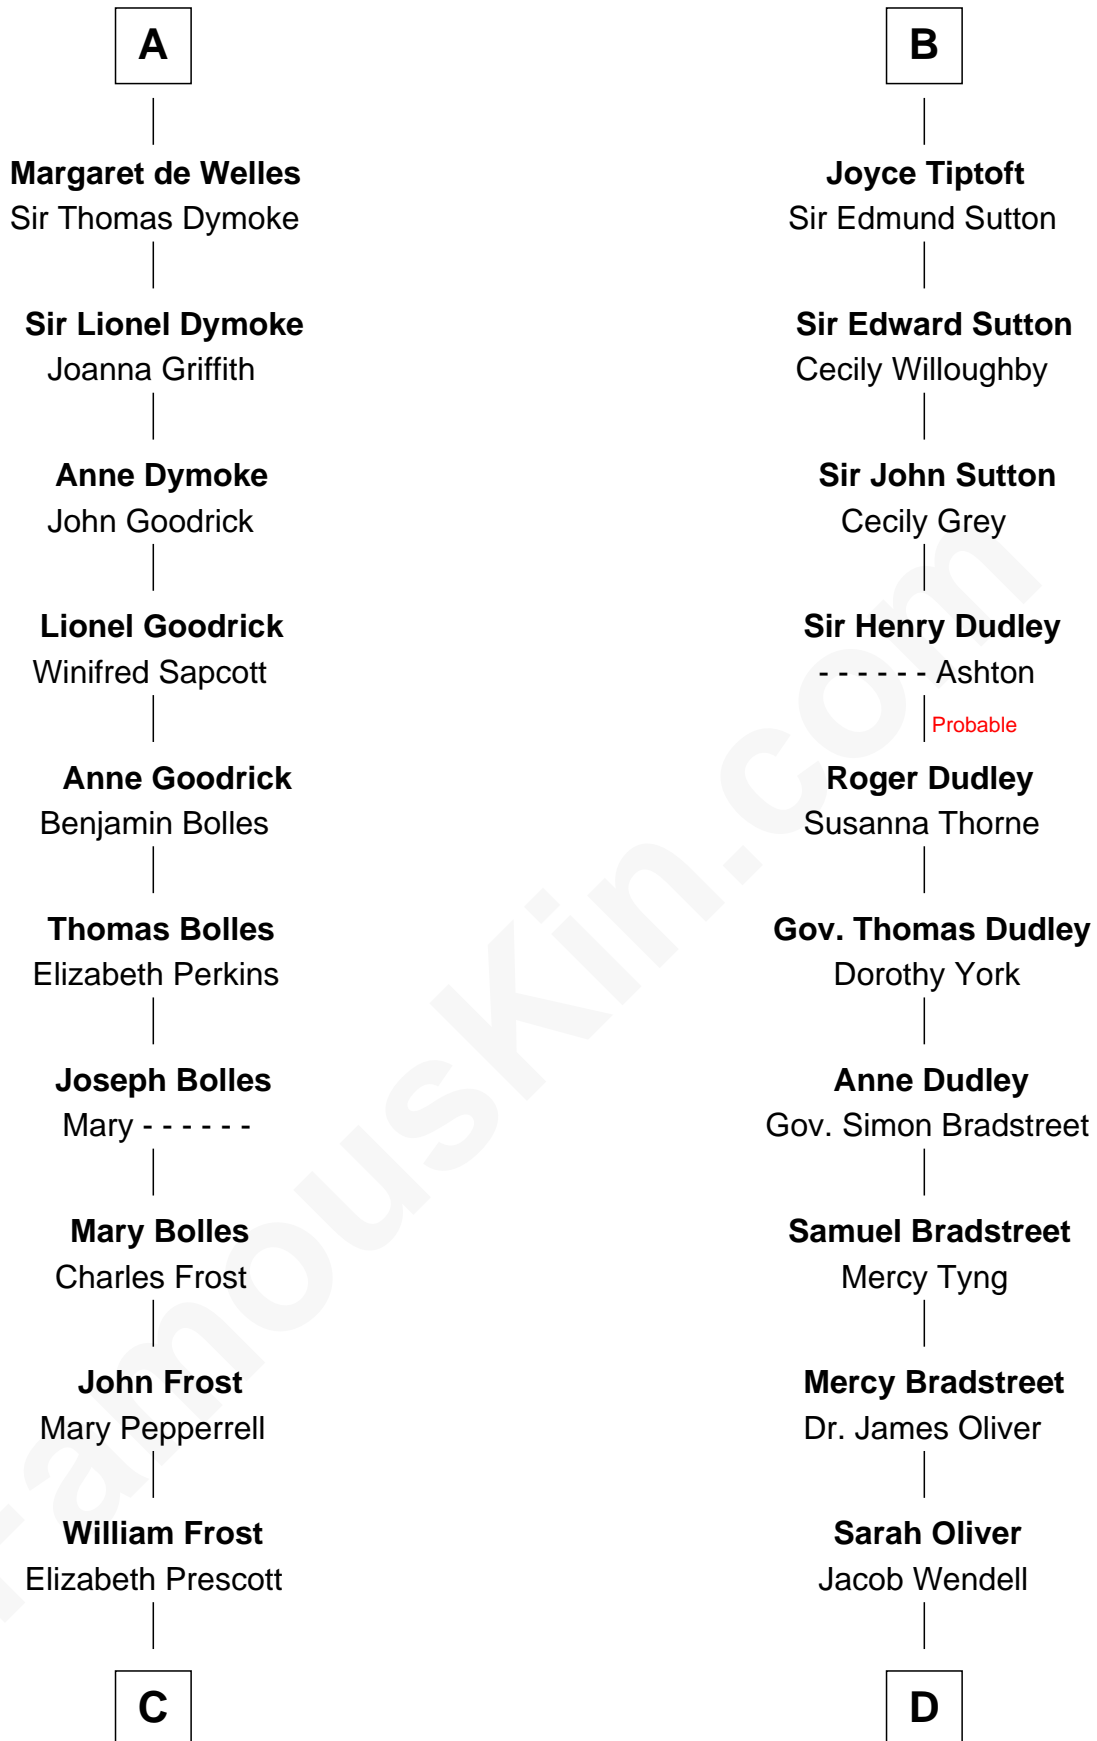 A
Margaret de Welles
Sir Thomas Dymoke
Sir Lionel Dymoke
Joanna Griffith
Anne Dymoke
John Goodrick
Lionel Goodrick
Winifred Sapcott
Anne Goodrick
Benjamin Bolles
Thomas Bolles
Elizabeth Perkins
Joseph Bolles
Mary - - - - - -
Mary Bolles
Charles Frost
John Frost
Mary Pepperrell
William Frost
Elizabeth Prescott
C
B
Joyce Tiptoft
Sir Edmund Sutton
Sir Edward Sutton
Cecily Willoughby
Sir John Sutton
Cecily Grey
Sir Henry Dudley
- - - - - - Ashton
Probable
Roger Dudley
Susanna Thorne
Gov. Thomas Dudley
Dorothy York
Anne Dudley
Gov. Simon Bradstreet
Samuel Bradstreet
Mercy Tyng
Mercy Bradstreet
Dr. James Oliver
Sarah Oliver
Jacob Wendell
D
FamousKin.com